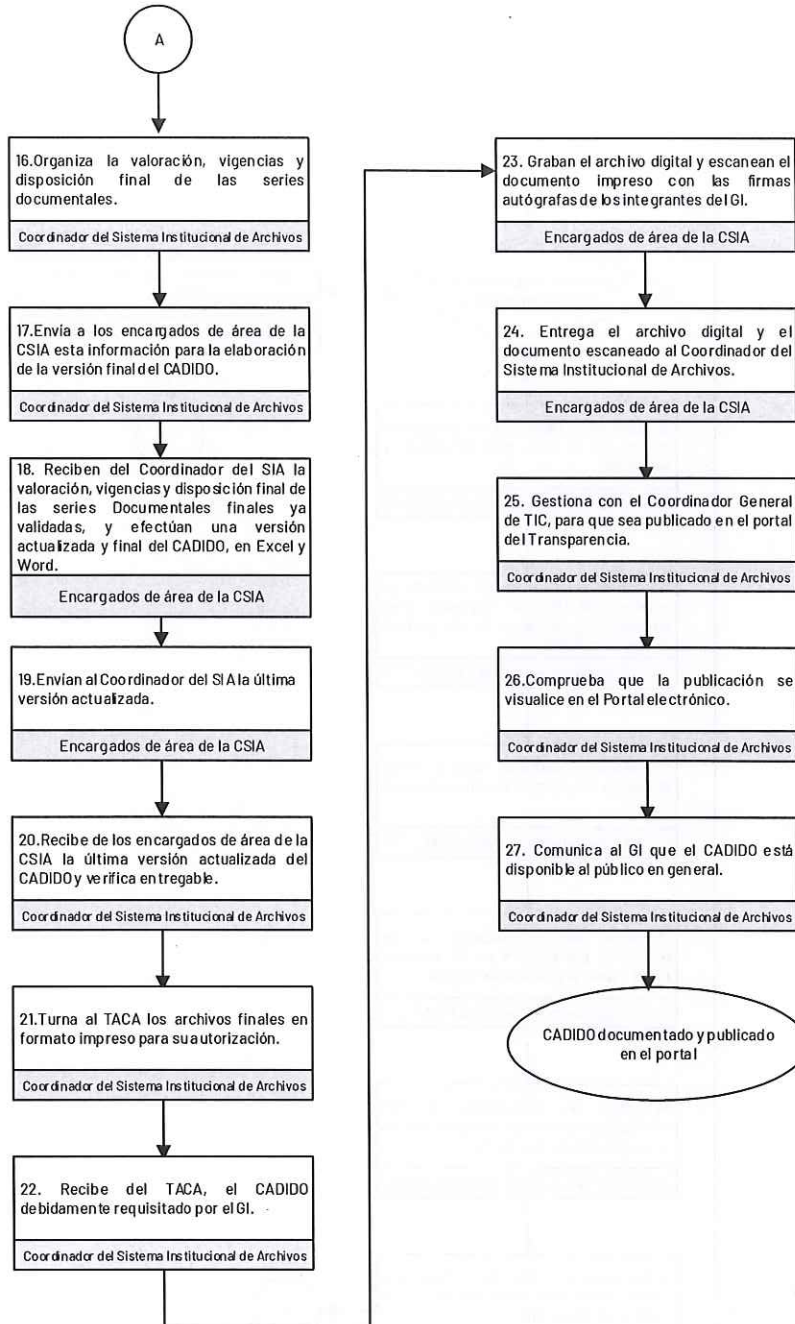 A
16.Organiza la valoración, vigencias y
disposición final de las series
documentales.
Coordinador del Sistema Institucional de Archivos
17.Envía a los encargados de área de la
CSIA esta información para la elaboración
de la versión final del CADIDO.
Coordinador del Sistema Institucional de Archivos
18. Reciben del Coordinador del SIA la
valoración, vigencias y disposición final de
las series Documentales finales ya
validadas, y efectúan una versión
actualizada y final del CADIDO, en Excel y
Word.
Encargados de área de la CSIA
19.Envían al Coordinador del SIA la última
versión actualizada.
Encargados de área de la CSIA
20.Recibe de los encargados de área de la
CSIA la última versión actualizada del
CADIDO y verifica entregable.
Coordinador del Sistema Institucional de Archivos
21.Turna al TACA los archivos finales en
formato impreso para su autorización.
Coordinador del Sistema Institucional de Archivos
22. Recibe del TACA, el CADIDO
debidamente requisitado por el GI.
Coordinador del Sistema Institucional de Archivos
23. Graban el archivo digital y escanean el
documento impreso con las firmas
autógrafas de los integrantes del GI.
Encargados de área de la CSIA
24. Entrega el archivo digital y el
documento escaneado al Coordinador del
Sistema Institucional de Archivos.
Encargados de área de la CSIA
25. Gestiona con el Coordinador General
de TIC, para que sea publicado en el portal
del Transparencia.
Coordinador del Sistema Institucional de Archivos
26.Comprueba que la publicación se
visualice en el Portal electrónico.
Coordinador del Sistema Institucional de Archivos
27. Comunica al GI que el CADIDO está
disponible al público en general.
Coordinador del Sistema Institucional de Archivos
CADIDO documentado y publicado
en el portal